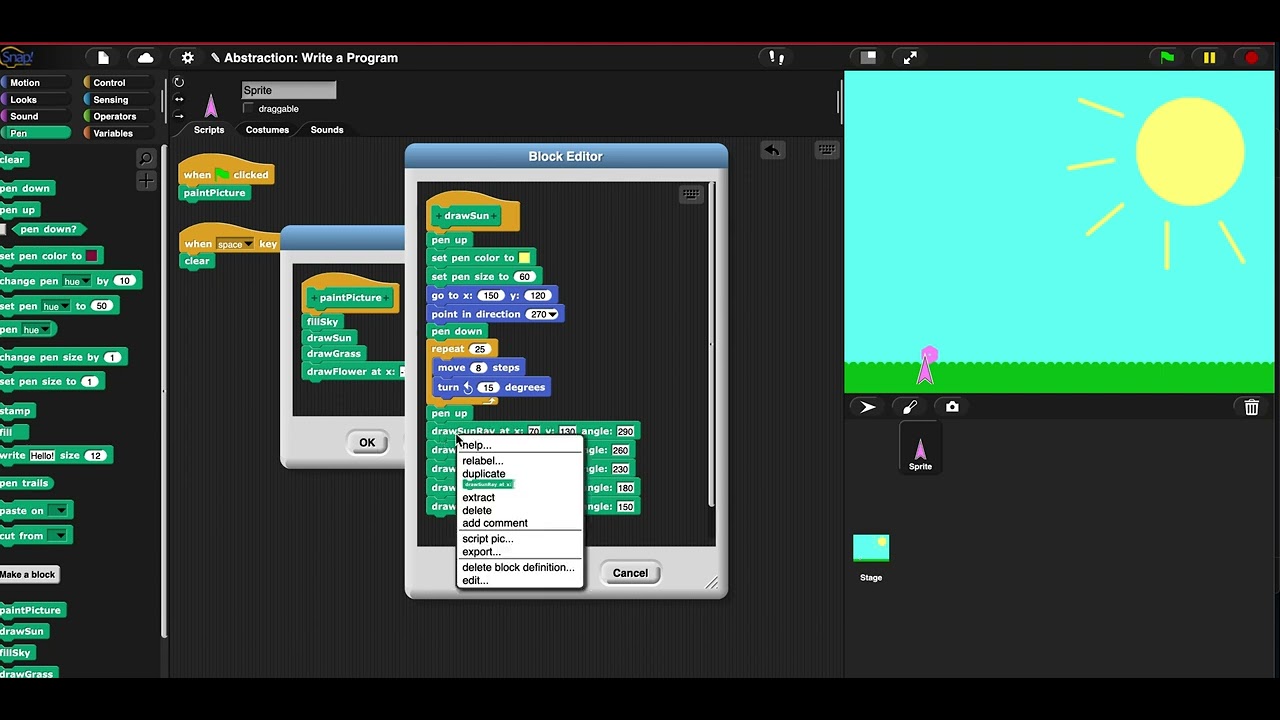 Snap!
Abstraction: Write a Program
Motion Control
Looks Sensing
Sound Operators
Pen Variables
Sprite
draggable
Scripts Costumes Sounds
clear
pen down
pen up
pen down?
set pen color to
change pen hue by 10
set pen hue to 50
pen hue
change pen size by 1
set pen size to 1
stamp
fill
write Hello! size 12
pen trails
paste on
cut from
Make a block
paintPicture
drawSun
fillSky
drawGrass
when clicked
paintPicture
when space key
clear
paintPicture
fillSky
drawSun
drawGrass
drawFlower at x:
OK
Block Editor
drawSun
pen up
set pen color to
set pen size to 60
go to x: 150 y: 120
point in direction 270
pen down
repeat 25
move 8 steps
turn 15 degrees
pen up
drawSunRay at x: 70 y: 130 angle: 290
draw ngle: 260
draw ngle: 230
draw ngle: 180
draw ngle: 150
help...
relabel...
duplicate
drawSunRay at x:
extract
delete
add comment
script pic...
export...
delete block definition...
edit...
Cancel
Sprite
Stage